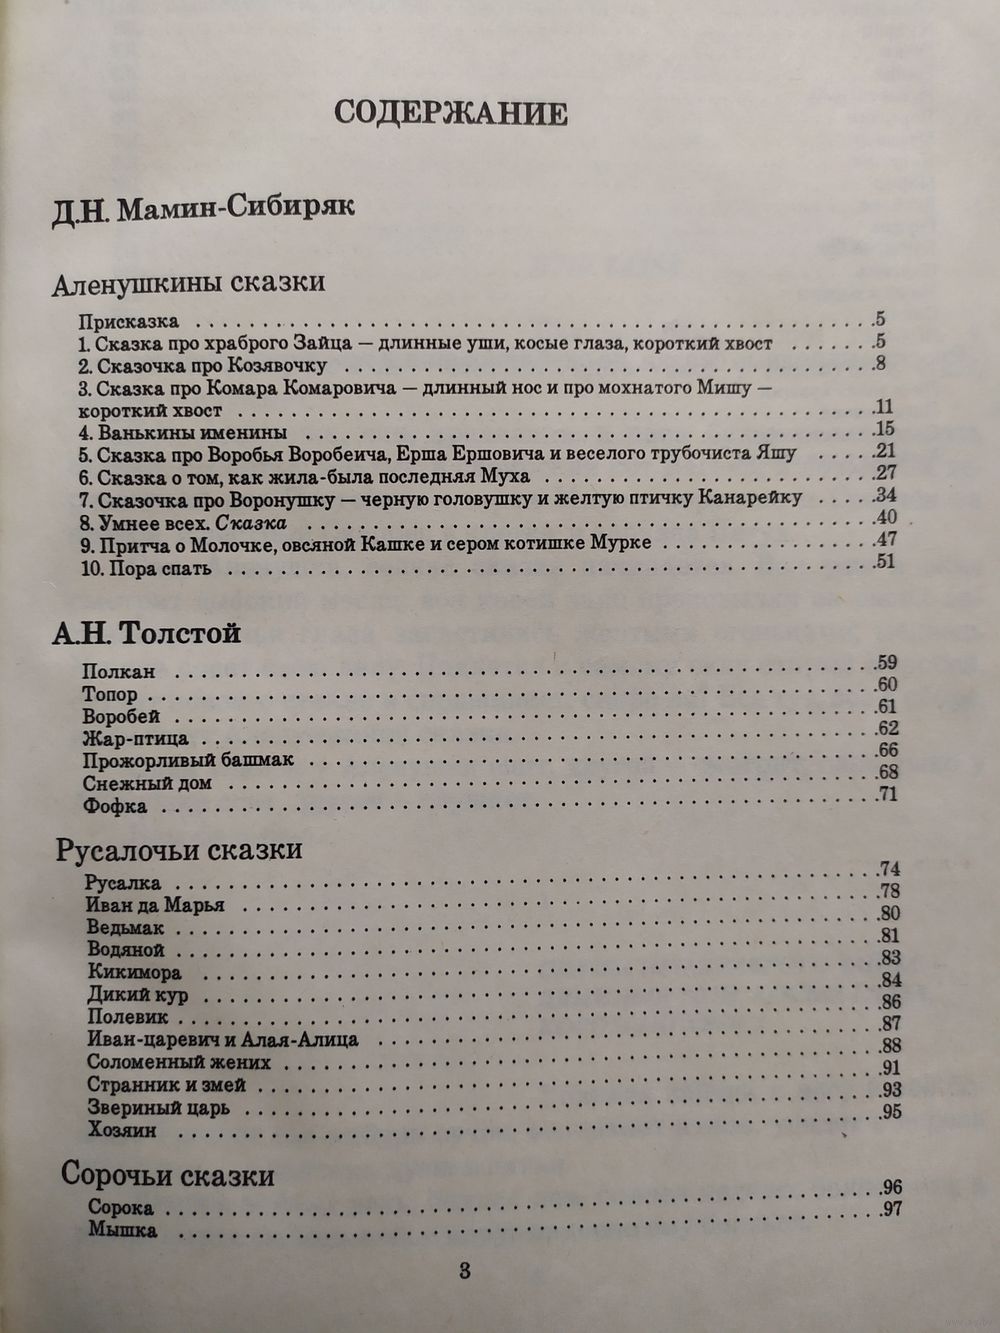 СОДЕРЖАНИЕ
Д.Н. Мамин-Сибиряк
Аленушкины сказки
Присказка . . . . . . . . . . . . . . . . . . . . 5
1. Сказка про храброго Зайца — длинные уши, косые глаза, короткий хвост . . . . . . . 5
2. Сказочка про Козявочку . . . . . . . . . . . . . . . . . . . . 8
3. Сказка про Комара Комаровича — длинный нос и про мохнатого Мишу —
короткий хвост . . . . . . . . . . . . . . . . . . . . 11
4. Ванькины именины . . . . . . . . . . . . . . . . . . . . 15
5. Сказка про Воробья Воробеича, Ерша Ершовича и веселого трубочиста Яшу . . . . . 21
6. Сказка о том, как жила-была последняя Муха . . . . . . . . . . . . . . . . . . . . 27
7. Сказочка про Воронушку — черную головушку и желтую птичку Канарейку . . . . . 34
8. Умнее всех. Сказка . . . . . . . . . . . . . . . . . . . . 40
9. Притча о Молочке, овсяной Кашке и сером котишке Мурке . . . . . . . . . . . . . . . . 47
10. Пора спать . . . . . . . . . . . . . . . . . . . . 51
А.Н. Толстой
Полкан . . . . . . . . . . . . . . . . . . . . 59
Топор . . . . . . . . . . . . . . . . . . . . 60
Воробей . . . . . . . . . . . . . . . . . . . . 61
Жар-птица . . . . . . . . . . . . . . . . . . . . 62
Прожорливый башмак . . . . . . . . . . . . . . . . . . . . 66
Снежный дом . . . . . . . . . . . . . . . . . . . . 68
Фофка . . . . . . . . . . . . . . . . . . . . 71
Русалочьи сказки
Русалка . . . . . . . . . . . . . . . . . . . . 74
Иван да Марья . . . . . . . . . . . . . . . . . . . . 78
Ведьмак . . . . . . . . . . . . . . . . . . . . 80
Водяной . . . . . . . . . . . . . . . . . . . . 81
Кикимора . . . . . . . . . . . . . . . . . . . . 83
Дикий кур . . . . . . . . . . . . . . . . . . . . 84
Полевик . . . . . . . . . . . . . . . . . . . . 86
Иван-царевич и Алая-Алица . . . . . . . . . . . . . . . . . . . . 87
Соломенный жених . . . . . . . . . . . . . . . . . . . . 88
Странник и змей . . . . . . . . . . . . . . . . . . . . 91
Звериный царь . . . . . . . . . . . . . . . . . . . . 93
Хозяин . . . . . . . . . . . . . . . . . . . . 95
Сорочьи сказки
Сорока . . . . . . . . . . . . . . . . . . . . 96
Мышка . . . . . . . . . . . . . . . . . . . . 97
3